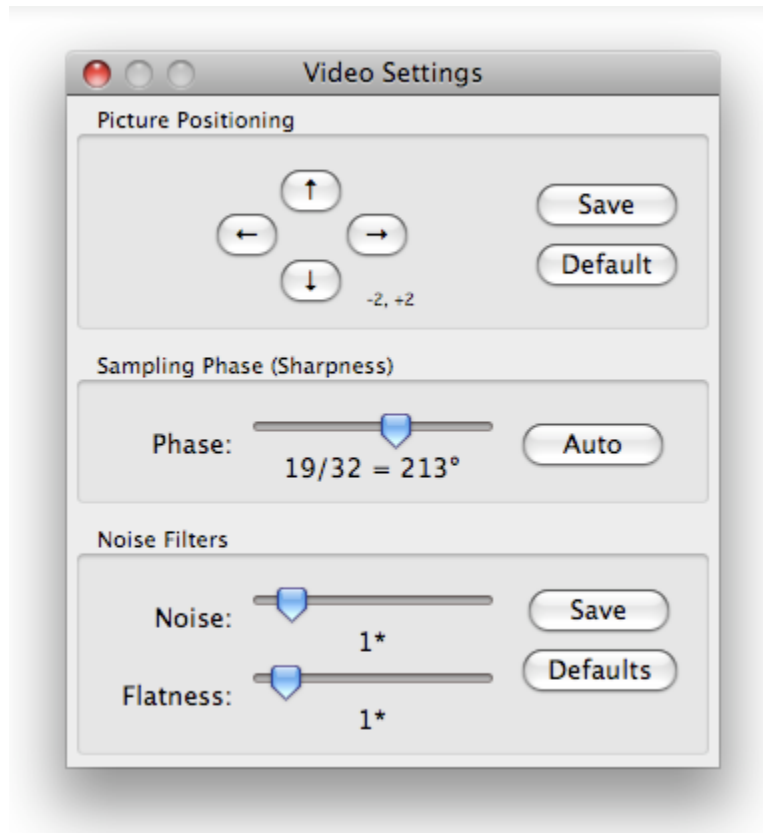 Video Settings
Picture Positioning
↑
← →
↓
-2, +2
Save
Default
Sampling Phase (Sharpness)
Phase:
19/32 = 213°
Auto
Noise Filters
Noise:
1*
Save
Flatness:
1*
Defaults